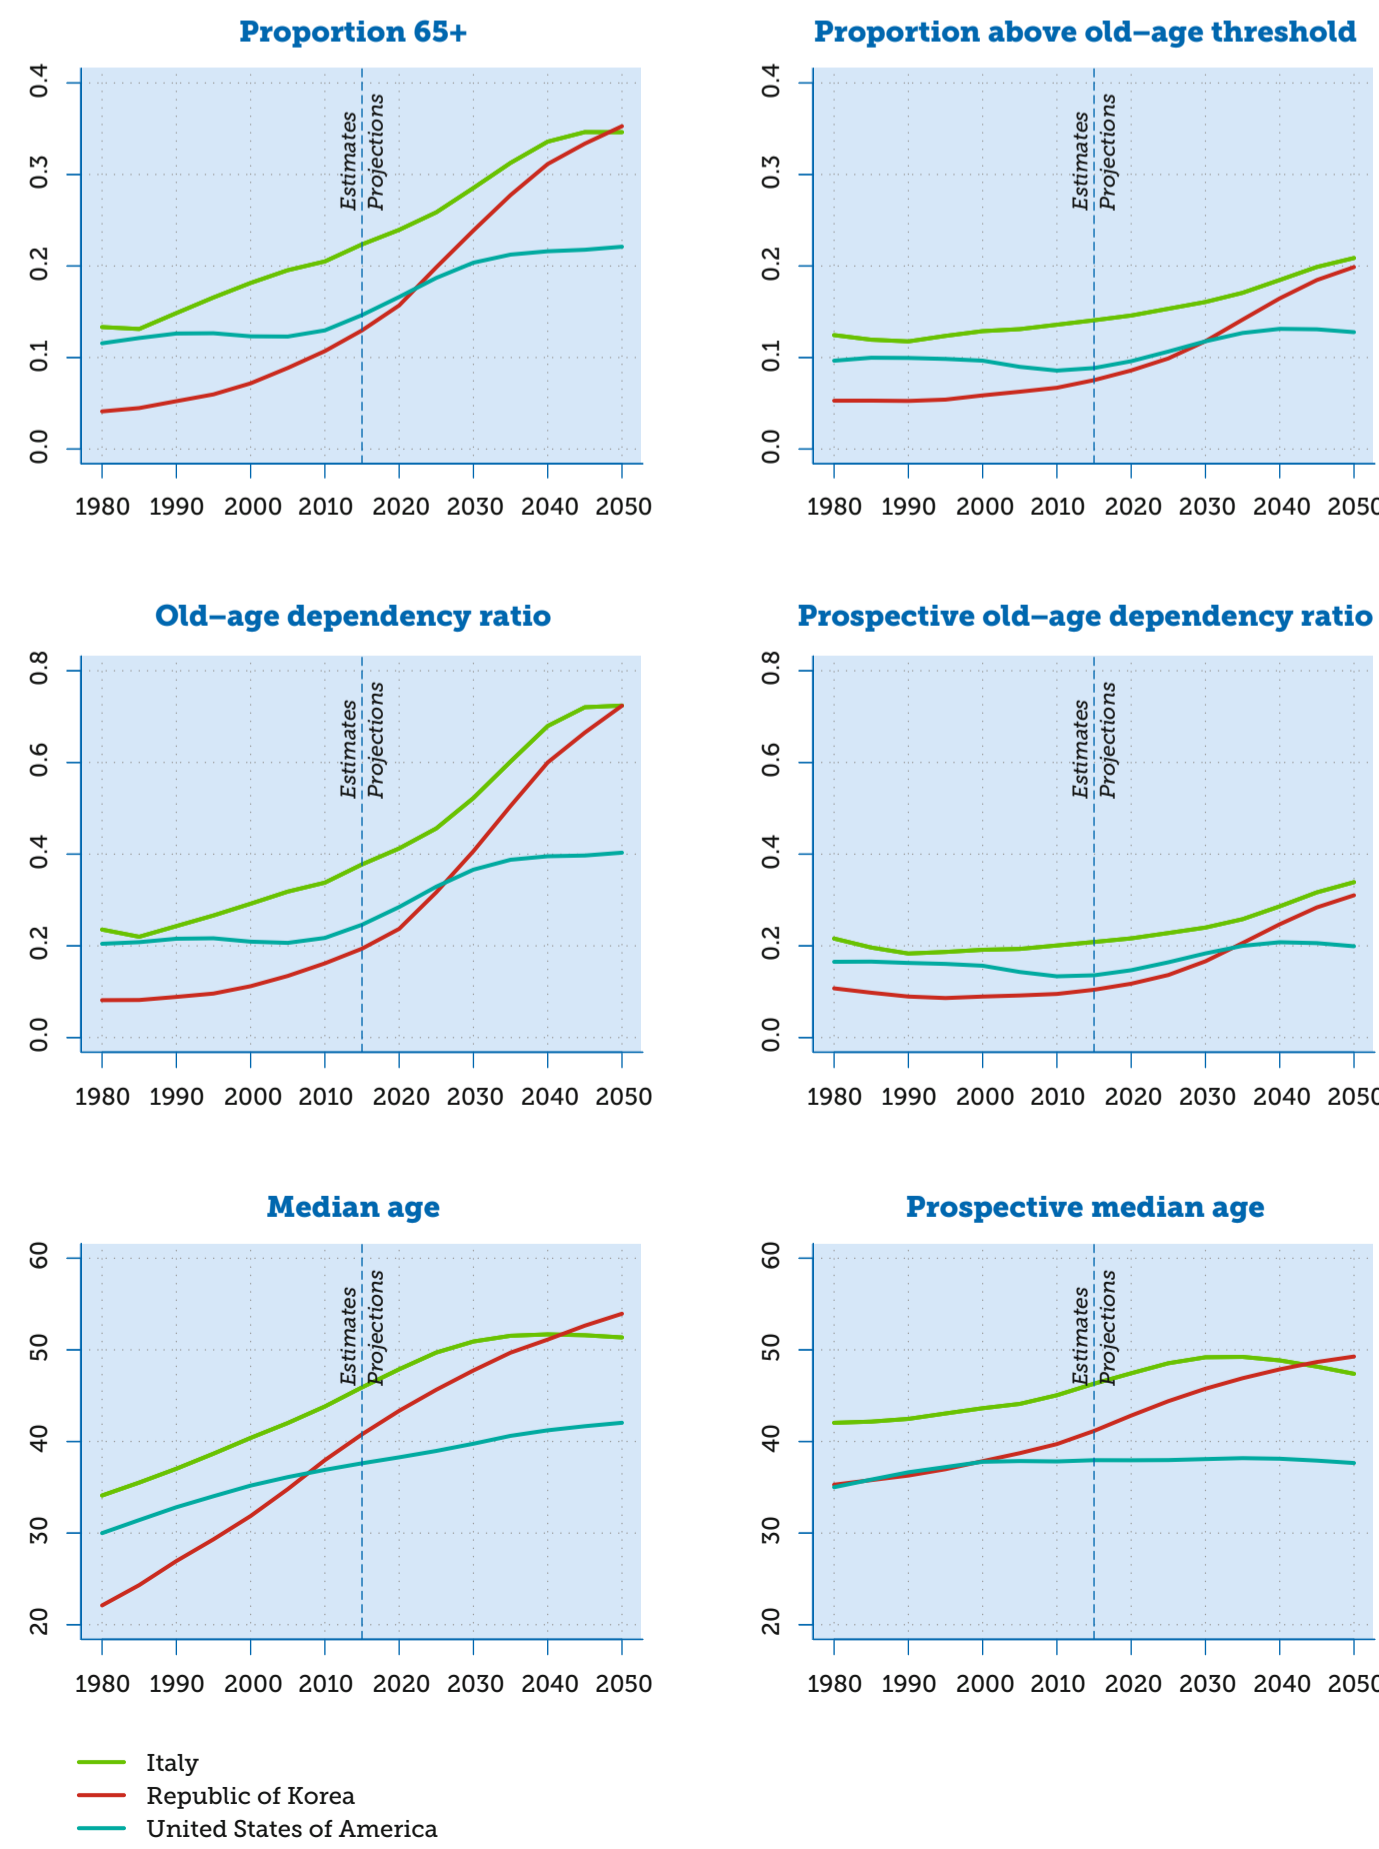 Proportion 65+
0.4
0.3
0.2
0.1
0.0
Estimates
Projections
1980 1990 2000 2010 2020 2030 2040 2050
Proportion above old–age threshold
0.4
0.3
0.2
0.1
0.0
Estimates
Projections
1980 1990 2000 2010 2020 2030 2040 2050
Old–age dependency ratio
0.8
0.6
0.4
0.2
0.0
Estimates
Projections
1980 1990 2000 2010 2020 2030 2040 2050
Prospective old–age dependency ratio
0.8
0.6
0.4
0.2
0.0
Estimates
Projections
1980 1990 2000 2010 2020 2030 2040 2050
Median age
60
50
40
30
20
Estimates
Projections
1980 1990 2000 2010 2020 2030 2040 2050
Prospective median age
60
50
40
30
20
Estimates
Projections
1980 1990 2000 2010 2020 2030 2040 2050
Italy
Republic of Korea
United States of America